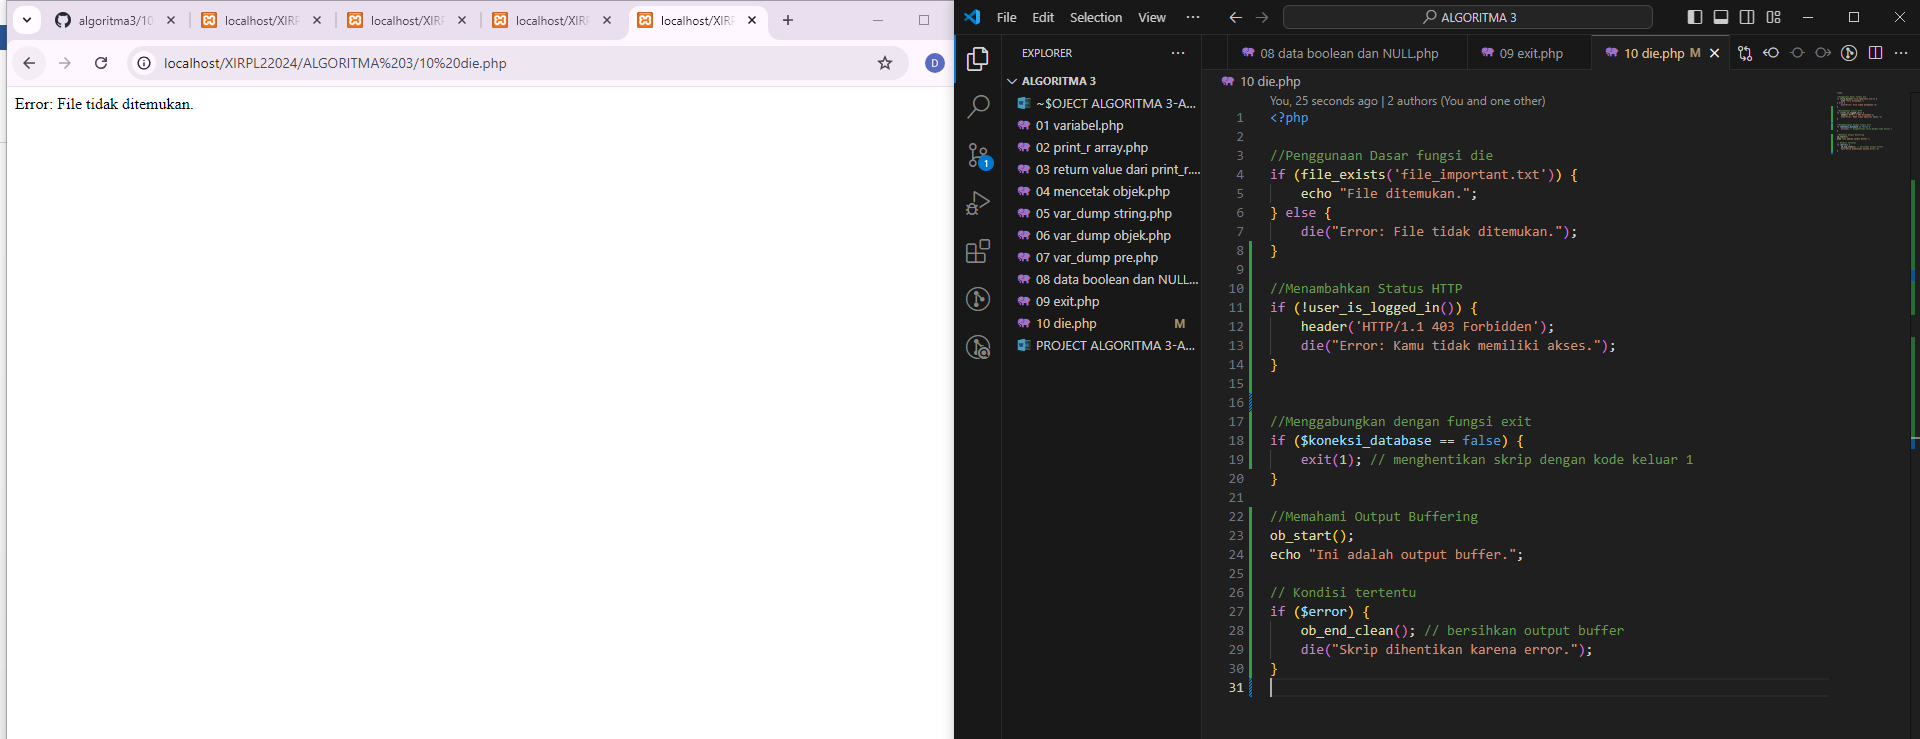 algoritma3/10
localhost/XIRP
localhost/XIRP
localhost/XIRP
localhost/XIRP
localhost/XIRPL22024/ALGORITMA%203/10%20die.php
D
Error: File tidak ditemukan.
File Edit Selection View ···
ALGORITMA 3
EXPLORER ···
ALGORITMA 3
~$OJECT ALGORITMA 3-A...
01 variabel.php
02 print_r array.php
03 return value dari print_r....
04 mencetak objek.php
05 var_dump string.php
06 var_dump objek.php
07 var_dump pre.php
08 data boolean dan NULL...
09 exit.php
10 die.php M
PROJECT ALGORITMA 3-A...
1
08 data boolean dan NULL.php
09 exit.php
10 die.php M
10 die.php
You, 25 seconds ago | 2 authors (You and one other)
1 <?php
2
3 //Penggunaan Dasar fungsi die
4 if (file_exists('file_important.txt')) {
5 echo "File ditemukan.";
6 } else {
7 die("Error: File tidak ditemukan.");
8 }
9
10 //Menambahkan Status HTTP
11 if (!user_is_logged_in()) {
12 header('HTTP/1.1 403 Forbidden');
13 die("Error: Kamu tidak memiliki akses.");
14 }
15
16
17 //Menggabungkan dengan fungsi exit
18 if ($koneksi_database == false) {
19 exit(1); // menghentikan skrip dengan kode keluar 1
20 }
21
22 //Memahami Output Buffering
23 ob_start();
24 echo "Ini adalah output buffer.";
25
26 // Kondisi tertentu
27 if ($error) {
28 ob_end_clean(); // bersihkan output buffer
29 die("Skrip dihentikan karena error.");
30 }
31